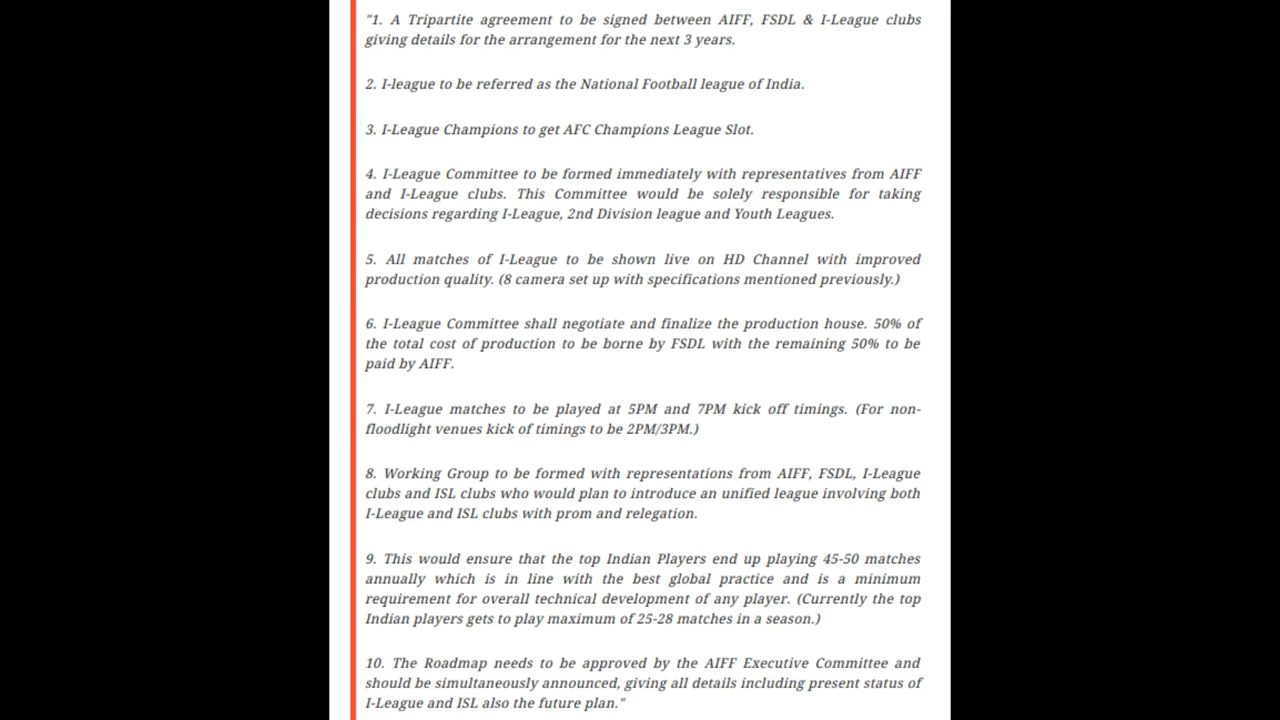 "1. A Tripartite agreement to be signed between AIFF, FSDL & I-League clubs
giving details for the arrangement for the next 3 years.
2. I-league to be referred as the National Football league of India.
3. I-League Champions to get AFC Champions League Slot.
4. I-League Committee to be formed immediately with representatives from AIFF
and I-League clubs. This Committee would be solely responsible for taking
decisions regarding I-League, 2nd Division league and Youth Leagues.
5. All matches of I-League to be shown live on HD Channel with improved
production quality. (8 camera set up with specifications mentioned previously.)
6. I-League Committee shall negotiate and finalize the production house. 50% of
the total cost of production to be borne by FSDL with the remaining 50% to be
paid by AIFF.
7. I-League matches to be played at 5PM and 7PM kick off timings. (For non-
floodlight venues kick of timings to be 2PM/3PM.)
8. Working Group to be formed with representations from AIFF, FSDL, I-League
clubs and ISL clubs who would plan to introduce an unified league involving both
I-League and ISL clubs with prom and relegation.
9. This would ensure that the top Indian Players end up playing 45-50 matches
annually which is in line with the best global practice and is a minimum
requirement for overall technical development of any player. (Currently the top
Indian players gets to play maximum of 25-28 matches in a season.)
10. The Roadmap needs to be approved by the AIFF Executive Committee and
should be simultaneously announced, giving all details including present status of
I-League and ISL also the future plan."